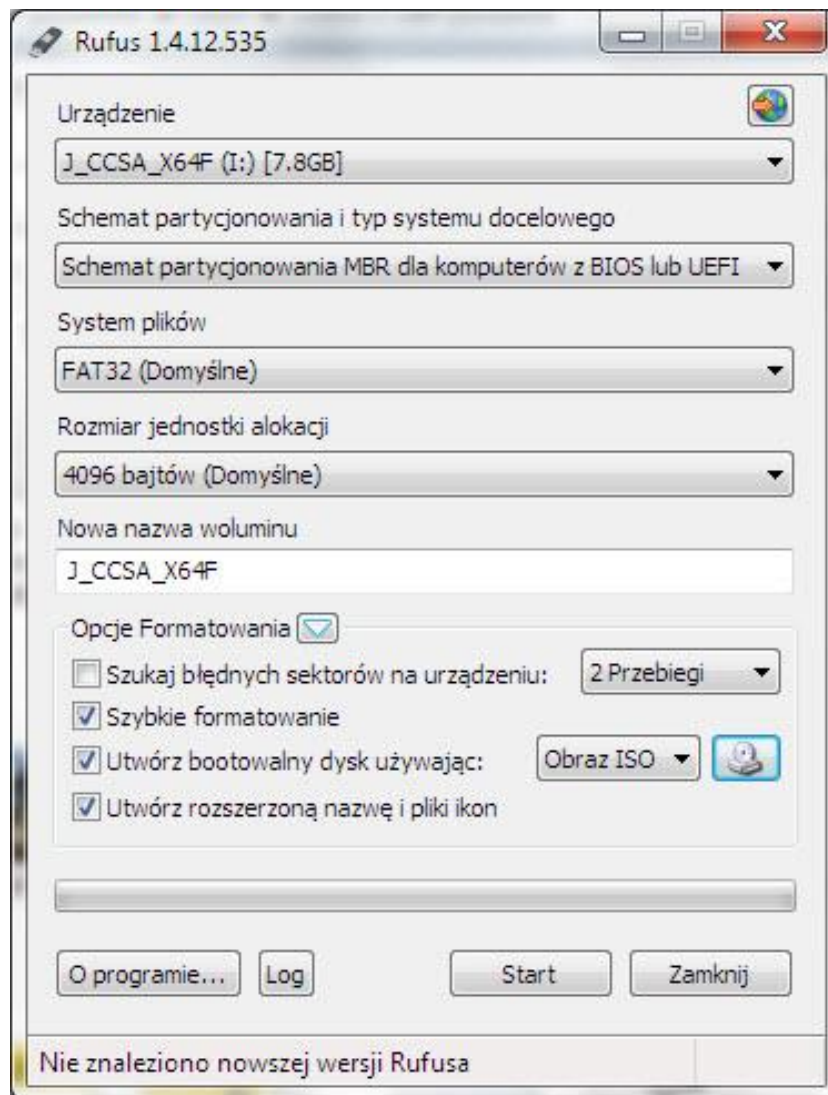 Rufus 1.4.12.535
Urządzenie
J_CCSA_X64F (I:) [7.8GB]
Schemat partycjonowania i typ systemu docelowego
Schemat partycjonowania MBR dla komputerów z BIOS lub UEFI
System plików
FAT32 (Domyślne)
Rozmiar jednostki alokacji
4096 bajtów (Domyślne)
Nowa nazwa woluminu
J_CCSA_X64F
Opcje Formatowania
Szukaj błędnych sektorów na urządzeniu: 2 Przebiegi
Szybkie formatowanie
Utwórz bootowalny dysk używając: Obraz ISO
Utwórz rozszerzoną nazwę i pliki ikon
O programie... Log Start Zamknij
Nie znaleziono nowszej wersji Rufusa